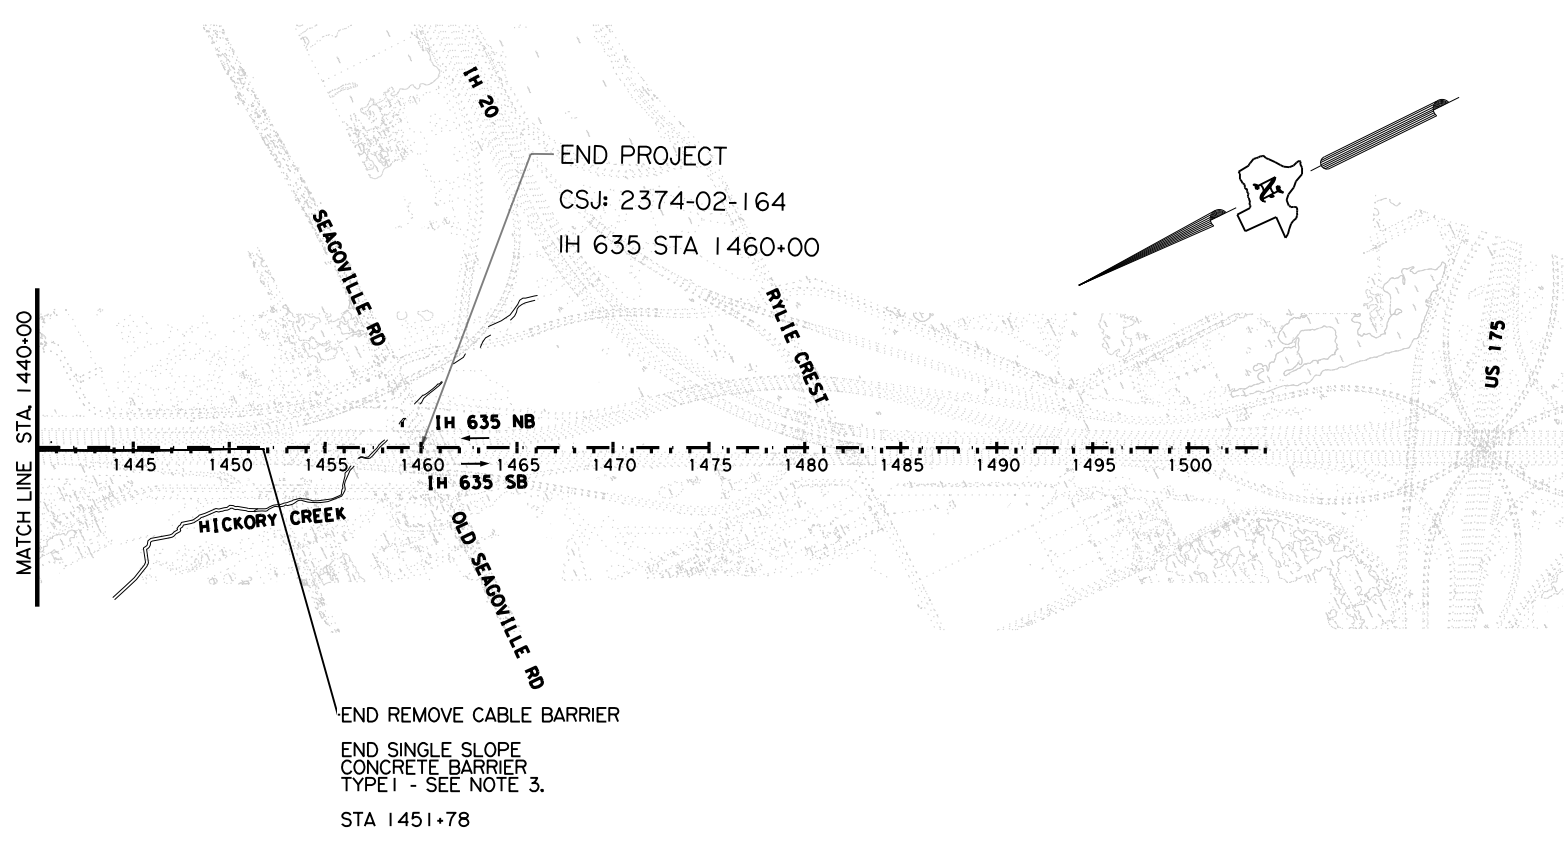 IH 20
END PROJECT
CSJ: 2374-02-164
IH 635 STA 1460+00
N
SEAGOVILLE RD
RYLIE CREST
US 175
MATCH LINE STA. 1440+00
IH 635 NB
1445 1450 1455 1460 1465 1470 1475 1480 1485 1490 1495 1500
IH 635 SB
HICKORY CREEK
OLD SEAGOVILLE RD
END REMOVE CABLE BARRIER
END SINGLE SLOPE
CONCRETE BARRIER
TYPE1 - SEE NOTE 3.
STA 1451+78